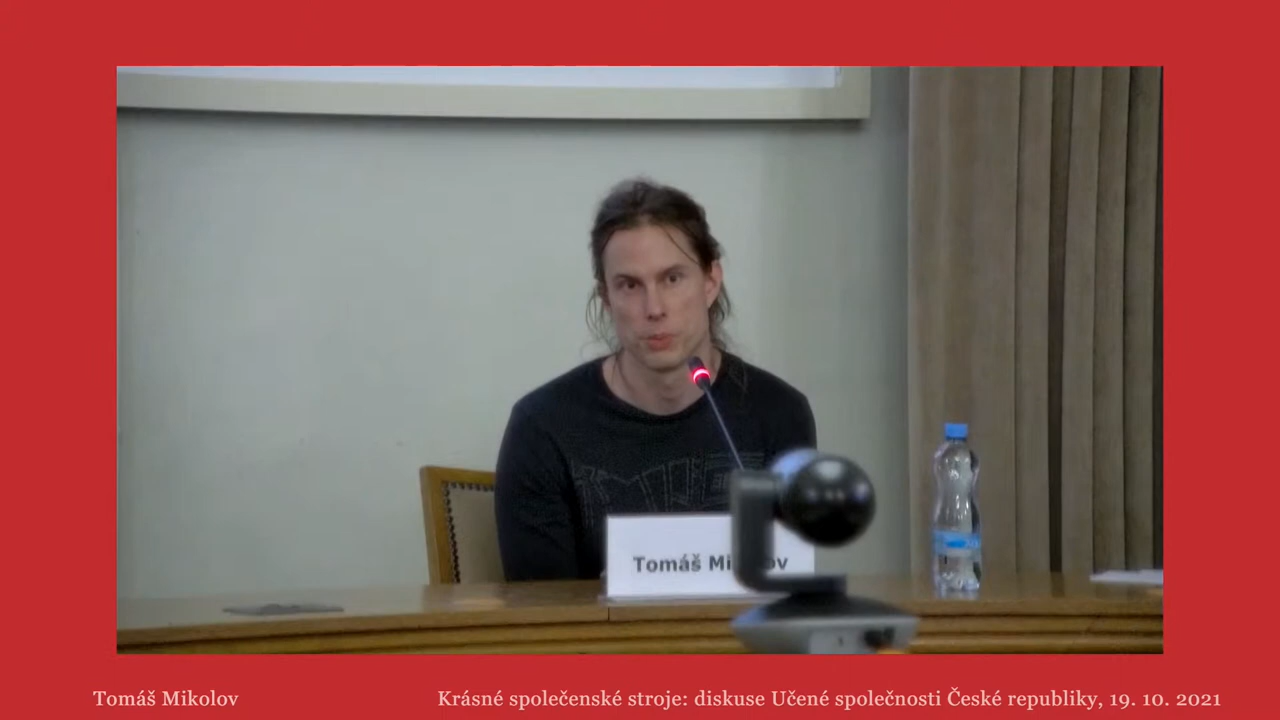 Tomáš Mi ov
Tomáš Mikolov
Krásné společenské stroje: diskuse Učené společnosti České republiky, 19. 10. 2021